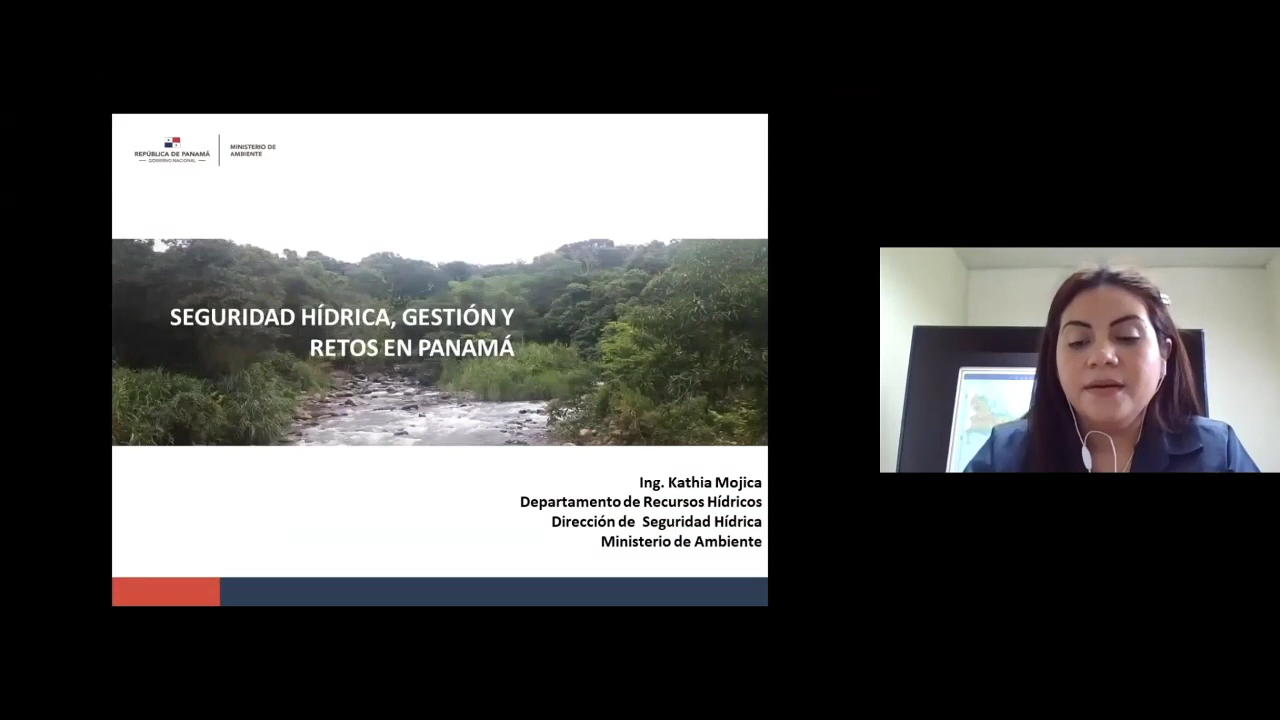 REPÚBLICA DE PANAMÁ
— GOBIERNO NACIONAL —
MINISTERIO DE
AMBIENTE
SEGURIDAD HÍDRICA, GESTIÓN Y
RETOS EN PANAMÁ
Ing. Kathia Mojica
Departamento de Recursos Hídricos
Dirección de Seguridad Hídrica
Ministerio de Ambiente